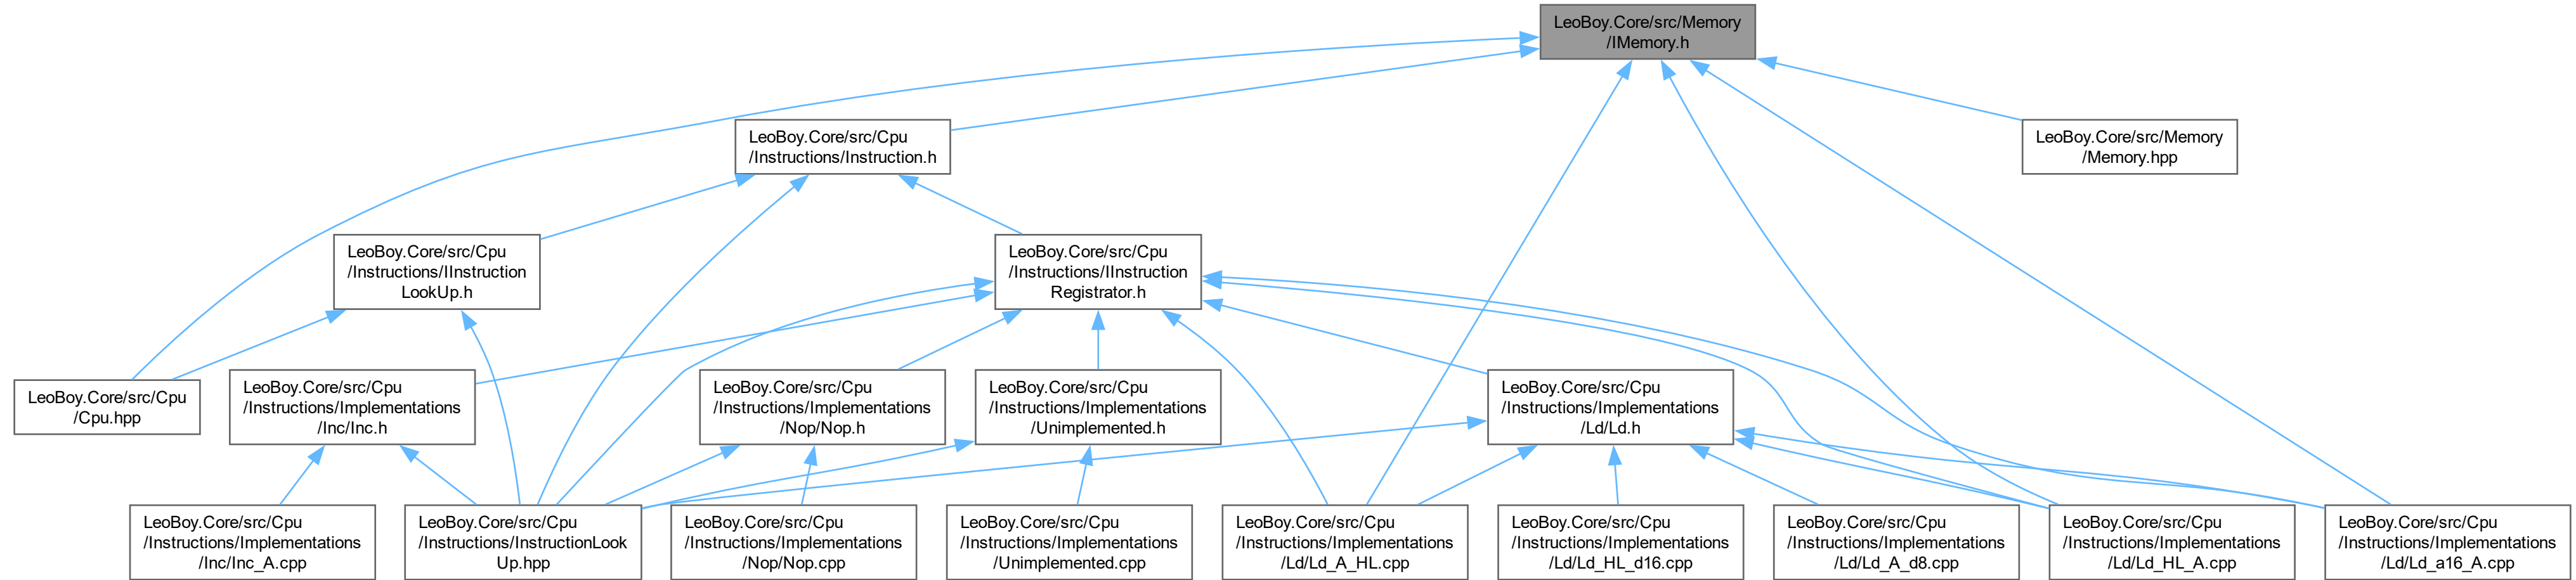 LeoBoy.Core/src/Memory
/IMemory.h
LeoBoy.Core/src/Cpu
/Instructions/Instruction.h
LeoBoy.Core/src/Memory
/Memory.hpp
LeoBoy.Core/src/Cpu
/Instructions/IInstruction
LookUp.h
LeoBoy.Core/src/Cpu
/Instructions/IInstruction
Registrator.h
LeoBoy.Core/src/Cpu
/Cpu.hpp
LeoBoy.Core/src/Cpu
/Instructions/Implementations
/Inc/Inc.h
LeoBoy.Core/src/Cpu
/Instructions/Implementations
/Nop/Nop.h
LeoBoy.Core/src/Cpu
/Instructions/Implementations
/Unimplemented.h
LeoBoy.Core/src/Cpu
/Instructions/Implementations
/Ld/Ld.h
LeoBoy.Core/src/Cpu
/Instructions/Implementations
/Inc/Inc_A.cpp
LeoBoy.Core/src/Cpu
/Instructions/InstructionLook
Up.hpp
LeoBoy.Core/src/Cpu
/Instructions/Implementations
/Nop/Nop.cpp
LeoBoy.Core/src/Cpu
/Instructions/Implementations
/Unimplemented.cpp
LeoBoy.Core/src/Cpu
/Instructions/Implementations
/Ld/Ld_A_HL.cpp
LeoBoy.Core/src/Cpu
/Instructions/Implementations
/Ld/Ld_HL_d16.cpp
LeoBoy.Core/src/Cpu
/Instructions/Implementations
/Ld/Ld_A_d8.cpp
LeoBoy.Core/src/Cpu
/Instructions/Implementations
/Ld/Ld_HL_A.cpp
LeoBoy.Core/src/Cpu
/Instructions/Implementations
/Ld/Ld_a16_A.cpp